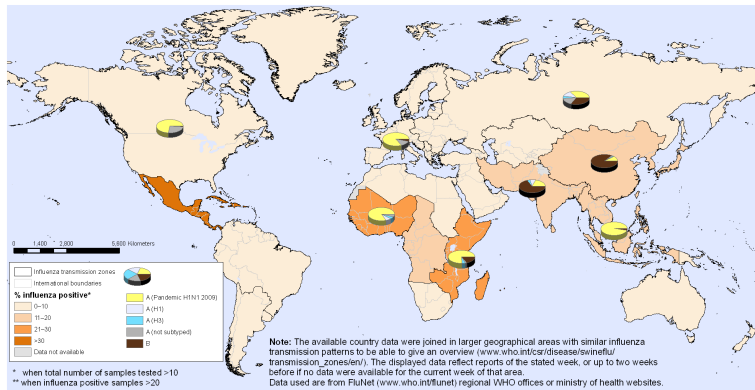 0 1,400 2,800 5,600 Kilometers
Influenza transmission zones
International boundaries
% influenza positive*
0–10
11–20
21–30
>30
Data not available
**
A (Pandemic H1N1 2009)
A (H1)
A (H3)
A (not subtyped)
B
* when total number of samples tested >10
** when influenza positive samples >20
Note: The available country data were joined in larger geographical areas with similar influenza
transmission patterns to be able to give an overview (www.who.int/csr/disease/swineflu/
transmission_zones/en/). The displayed data reflect reports of the stated week, or up to two weeks
before if no data were available for the current week of that area.
Data used are from FluNet (www.who.int/flunet) regional WHO offices or ministry of health websites.